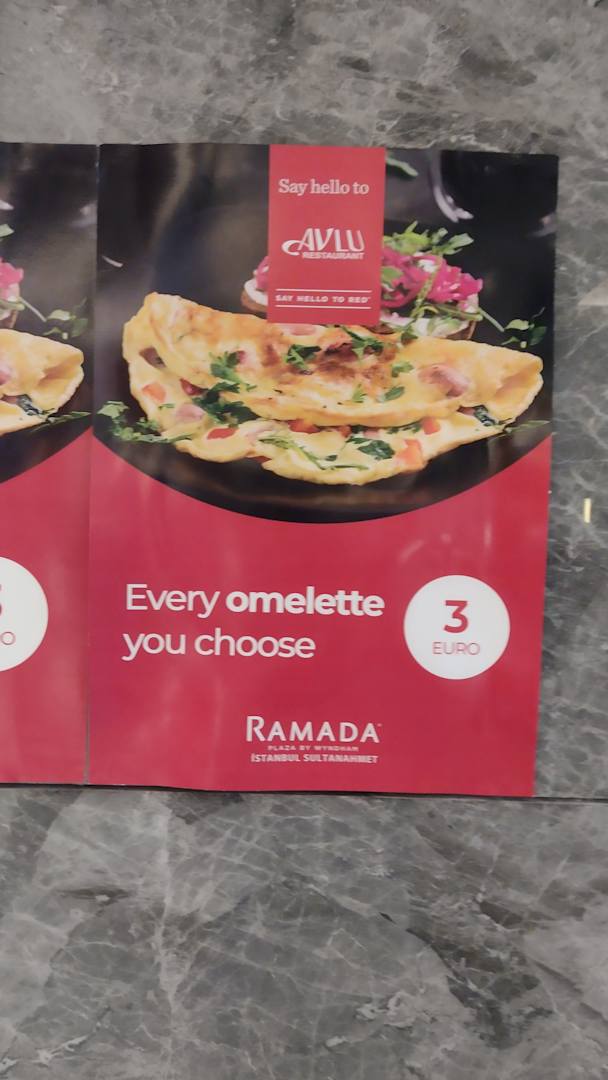 Say hello to
AVLU
RESTAURANT
SAY HELLO TO RED®
Every omelette
you choose
3
EURO
RAMADA®
PLAZA BY WYNDHAM
İSTANBUL SULTANAHMET
O